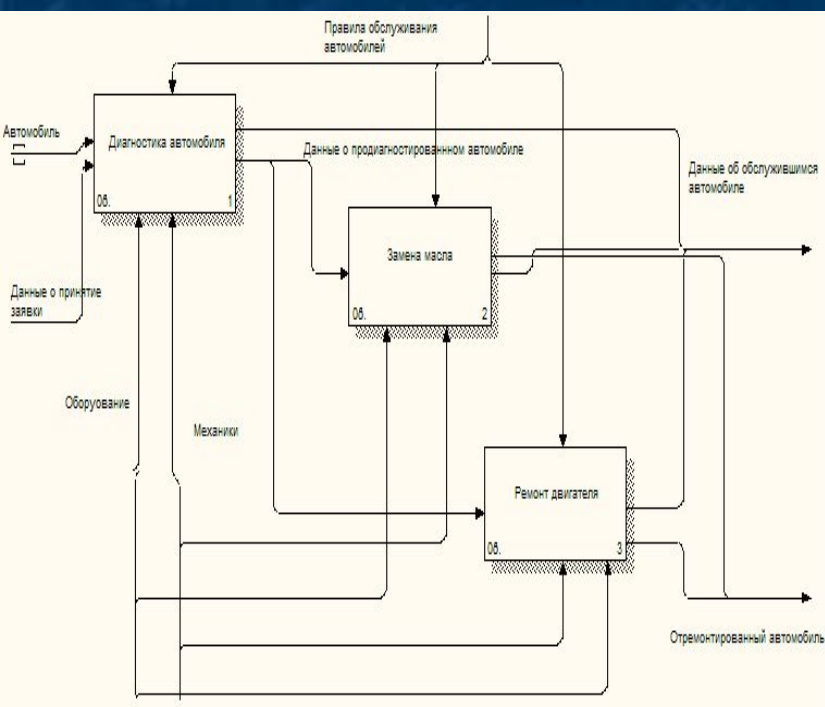 Правила обслуживания
автомобилей
Автомобиль
Диагностика автомобиля
0б.
1
Данные о продиагностированнном автомобиле
Данные об обслужившимся
автомобиле
Замена масла
0б.
2
Данные о принятие
заявки
Оборуование
Механики
Ремонт двигателя
0б.
3
Отремонтированный автомобиль